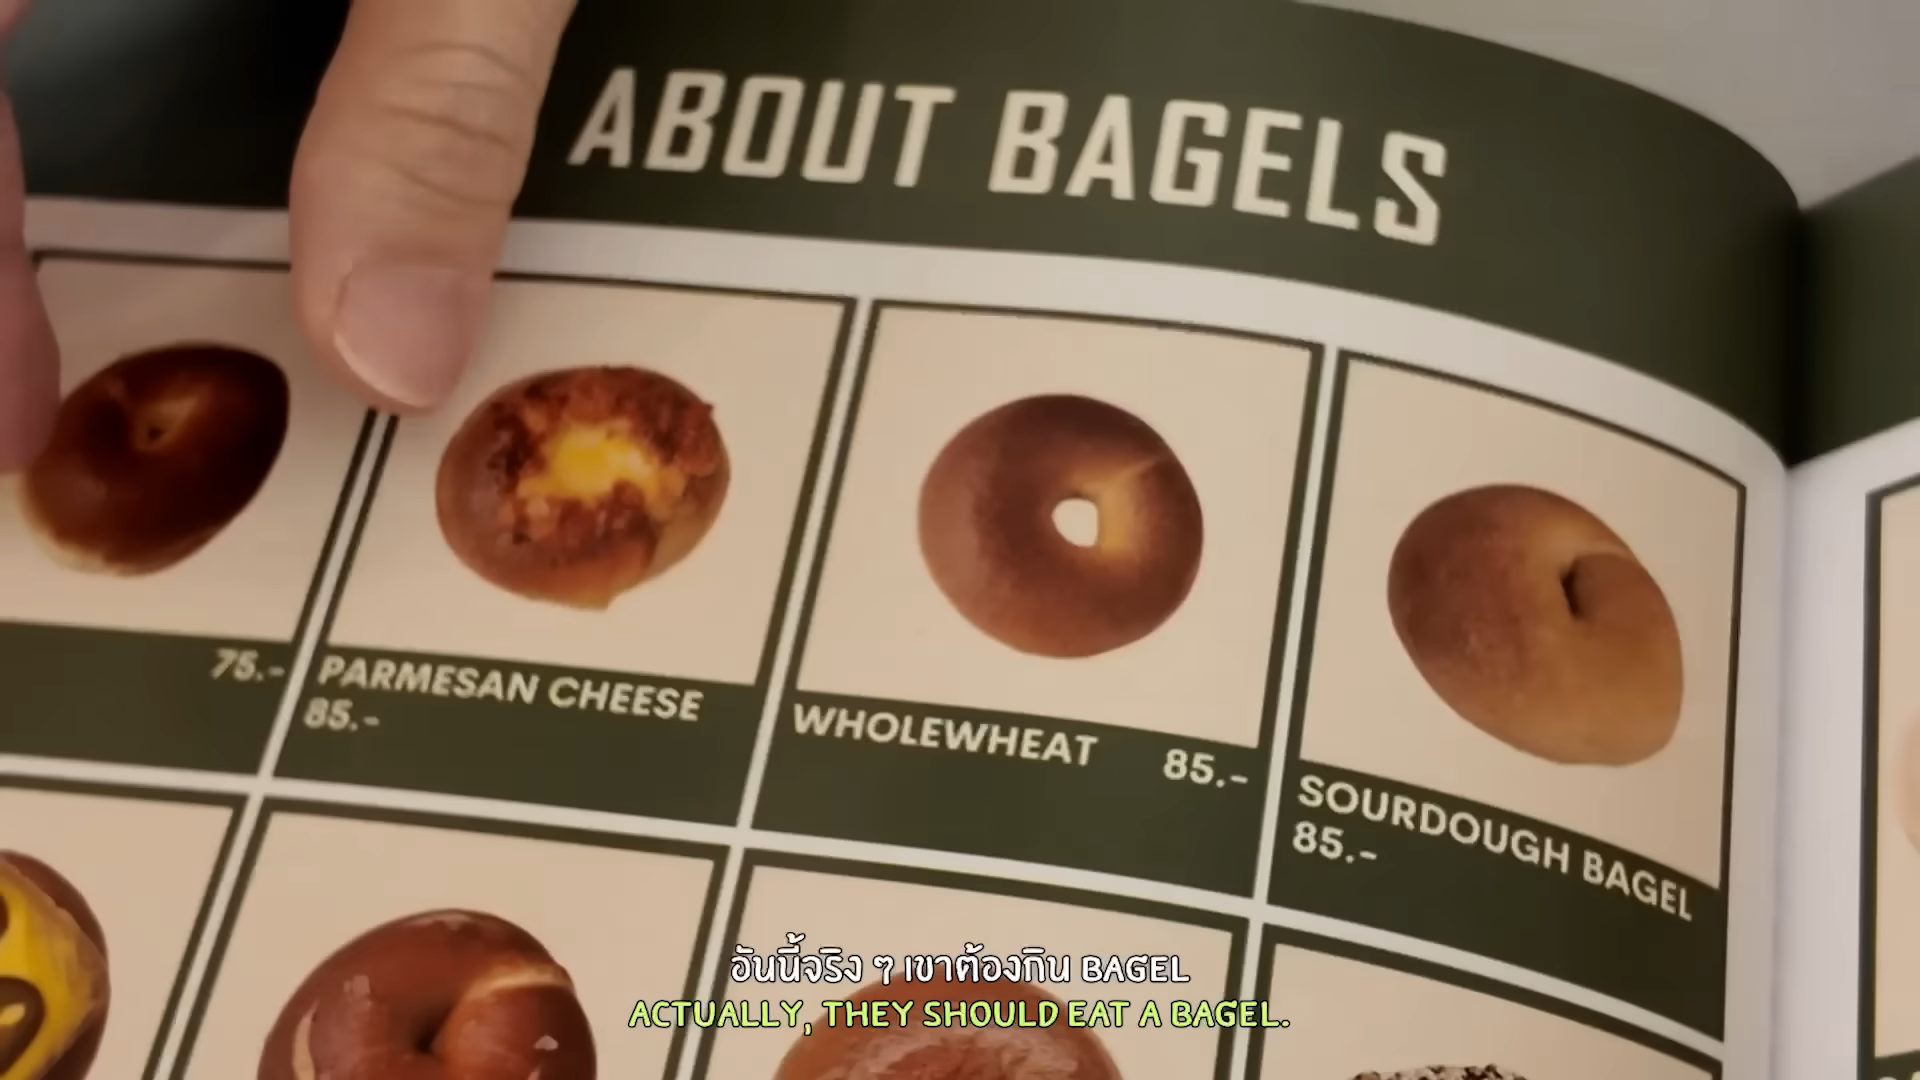 ABOUT BAGELS
75.-
PARMESAN CHEESE
85.-
WHOLEWHEAT 85.-
SOURDOUGH BAGEL
85.-
อันนี้จริง ๆ เขาต้องกิน BAGEL
ACTUALLY, THEY SHOULD EAT A BAGEL.